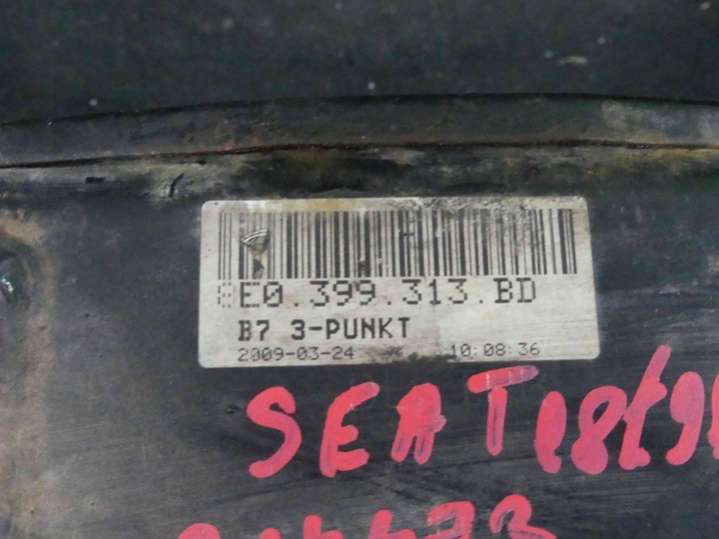 8E0.399.313.BD
B7 3-PUNKT
2009-03-24 10:08:36
SEAT